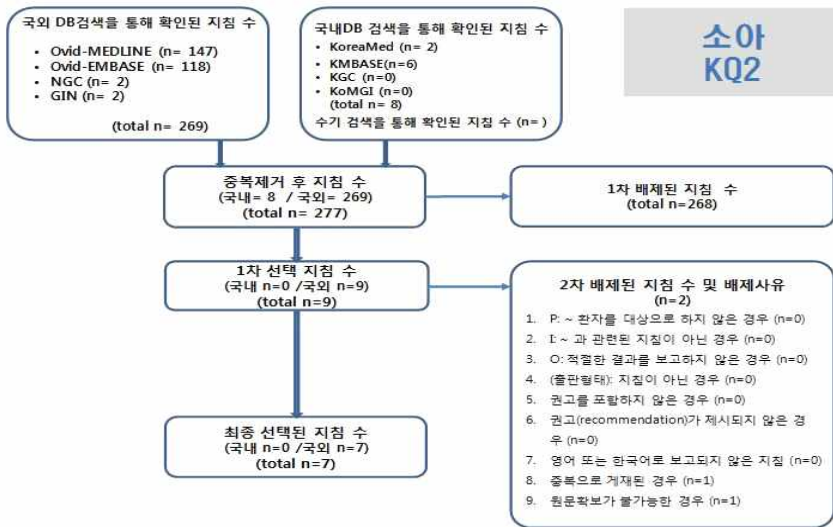 국외 DB검색을 통해 확인된 지침 수
• Ovid-MEDLINE (n= 147)
• Ovid-EMBASE (n= 118)
• NGC (n= 2)
• GIN (n= 2)
(total n= 269)
국내DB 검색을 통해 확인된 지침 수
• KoreaMed (n= 2)
• KMBASE(n=6)
• KGC (n=0)
• KoMGI(n=0)
(total n= 8)
수기 검색을 통해 확인된 지침 수 (n= )
소아
KQ2
중복제거 후 지침 수
(국내= 8 / 국외= 269)
(total n= 277)
1차 배제된 지침 수
(total n=268)
1차 선택 지침 수
(국내 n=0 /국외 n=9)
(total n=9)
2차 배제된 지침 수 및 배제사유
(n=2)
1. P: ~ 환자를 대상으로 하지 않은 경우 (n=0)
2. I: ~ 과 관련된 지침이 아닌 경우 (n=0)
3. O: 적절한 결과를 보고하지 않은 경우 (n=0)
4. (출판형태): 지침이 아닌 경우 (n=0)
5. 권고를 포함하지 않은 경우 (n=0)
6. 권고(recommendation)가 제시되지 않은 경
우 (n=0)
7. 영어 또는 한국어로 보고되지 않은 지침 (n=0)
8. 중복으로 게재된 경우 (n=1)
9. 원문확보가 불가능한 경우 (n=1)
최종 선택된 지침 수
(국내 n=0 /국외 n=7)
(total n=7)